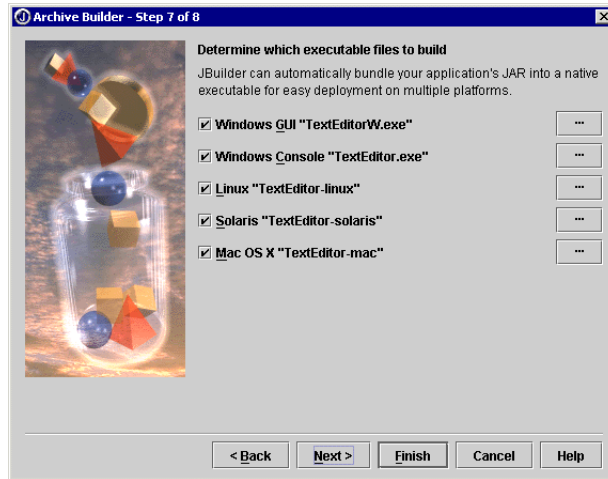 Archive Builder - Step 7 of 8
Determine which executable files to build
JBuilder can automatically bundle your application's JAR into a native
executable for easy deployment on multiple platforms.
Windows GUI "TextEditorW.exe" ...
Windows Console "TextEditor.exe" ...
Linux "TextEditor-linux" ...
Solaris "TextEditor-solaris" ...
Mac OS X "TextEditor-mac" ...
< Back Next > Finish Cancel Help